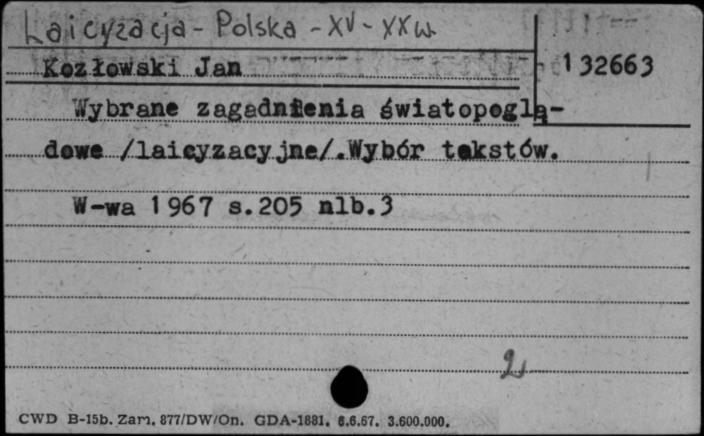 Laicyzacja - Polska - XV - XXw.
Kozłowski Jan
132663
Wybrane zagadnienia światopoglą-
dowe /laicyzacyjne/.Wybór tekstów.
W-wa 1967 s.205 nlb.3
2
CWD B-15b. Zam. 877/DW/On. GDA-1881. 6.6.67. 3.600.000.